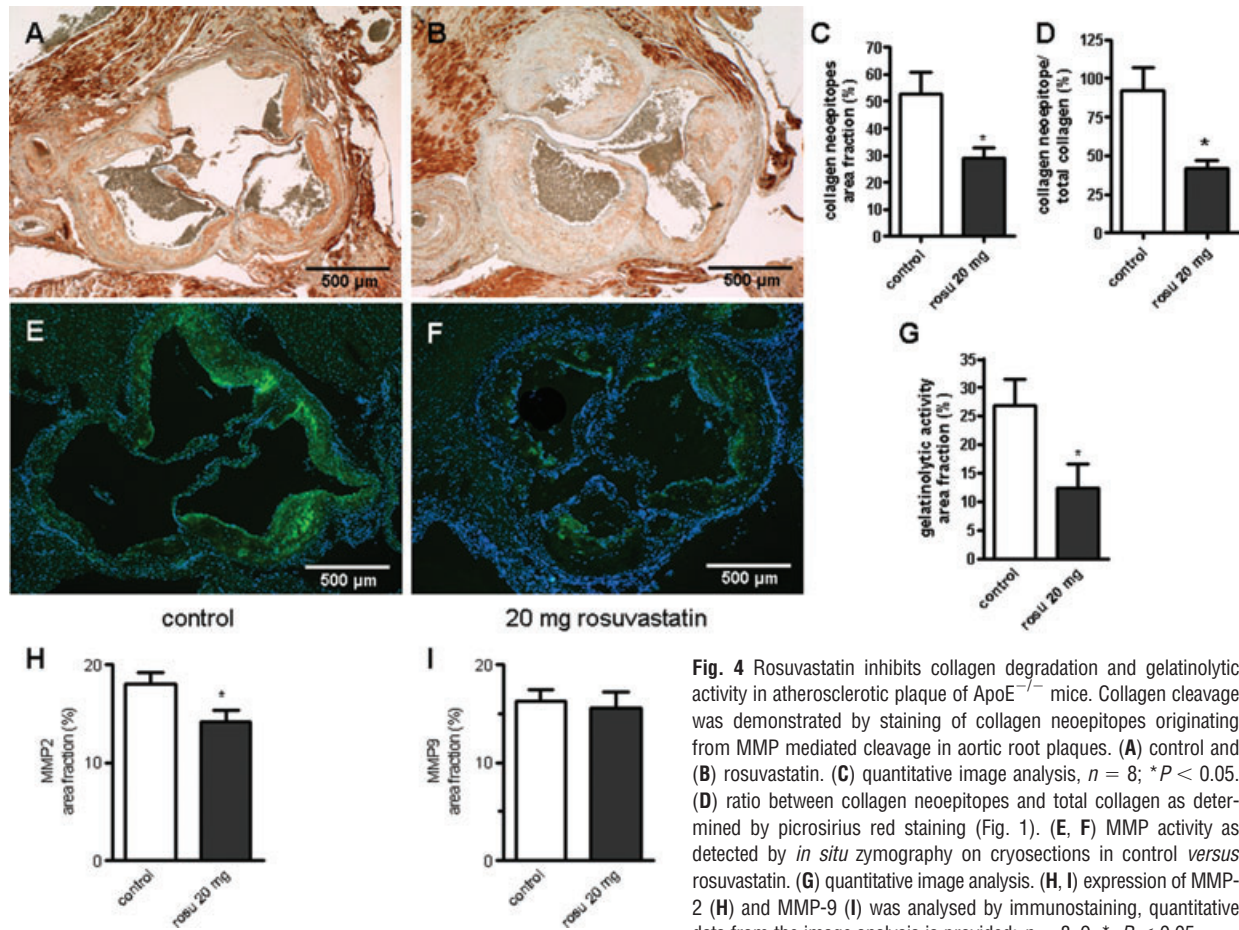 A
B
500 µm
500 µm
C
collagen neoepitopes
area fraction (%)
70
60
50
40
30
20
10
0
*
control
rosu 20 mg
D
collagen neoepitope/
total collagen (%)
125
100
75
50
25
0
*
control
rosu 20 mg
E
F
500 µm
500 µm
control
20 mg rosuvastatin
G
gelatinolytic activity
area fraction (%)
35
30
25
20
15
10
5
0
*
control
rosu 20 mg
H
MMP2
area fraction (%)
20
10
0
*
control
rosu 20 mg
I
MMP9
area fraction (%)
20
10
0
control
rosu 20 mg
Fig. 4 Rosuvastatin inhibits collagen degradation and gelatinolytic
activity in atherosclerotic plaque of ApoE−/− mice. Collagen cleavage
was demonstrated by staining of collagen neoepitopes originating
from MMP mediated cleavage in aortic root plaques. (A) control and
(B) rosuvastatin. (C) quantitative image analysis, n = 8; *P < 0.05.
(D) ratio between collagen neoepitopes and total collagen as deter-
mined by picrosirius red staining (Fig. 1). (E, F) MMP activity as
detected by in situ zymography on cryosections in control versus
rosuvastatin. (G) quantitative image analysis. (H, I) expression of MMP-
2 (H) and MMP-9 (I) was analysed by immunostaining, quantitative
data from the image analysis is provided;